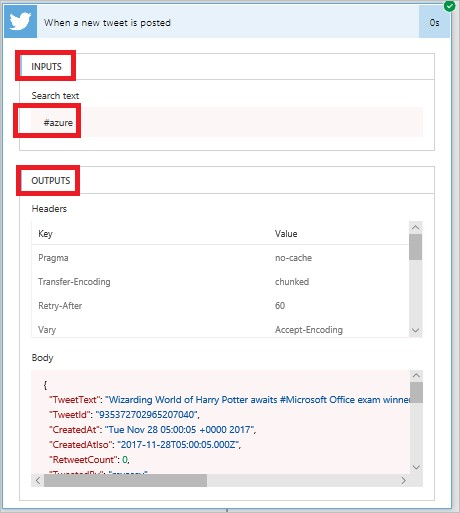 When a new tweet is posted 0s
INPUTS
Search text
#azure
OUTPUTS
Headers
Key Value
Pragma no-cache
Transfer-Encoding chunked
Retry-After 60
Vary Accept-Encoding
Body
{
"TweetText": "Wizarding World of Harry Potter awaits #Microsoft Office exam winner
"TweetId": "935372702965207040",
"CreatedAt": "Tue Nov 28 05:00:05 +0000 2017",
"CreatedAtIso": "2017-11-28T05:00:05.000Z",
"RetweetCount": 0,
"TweetedBy":